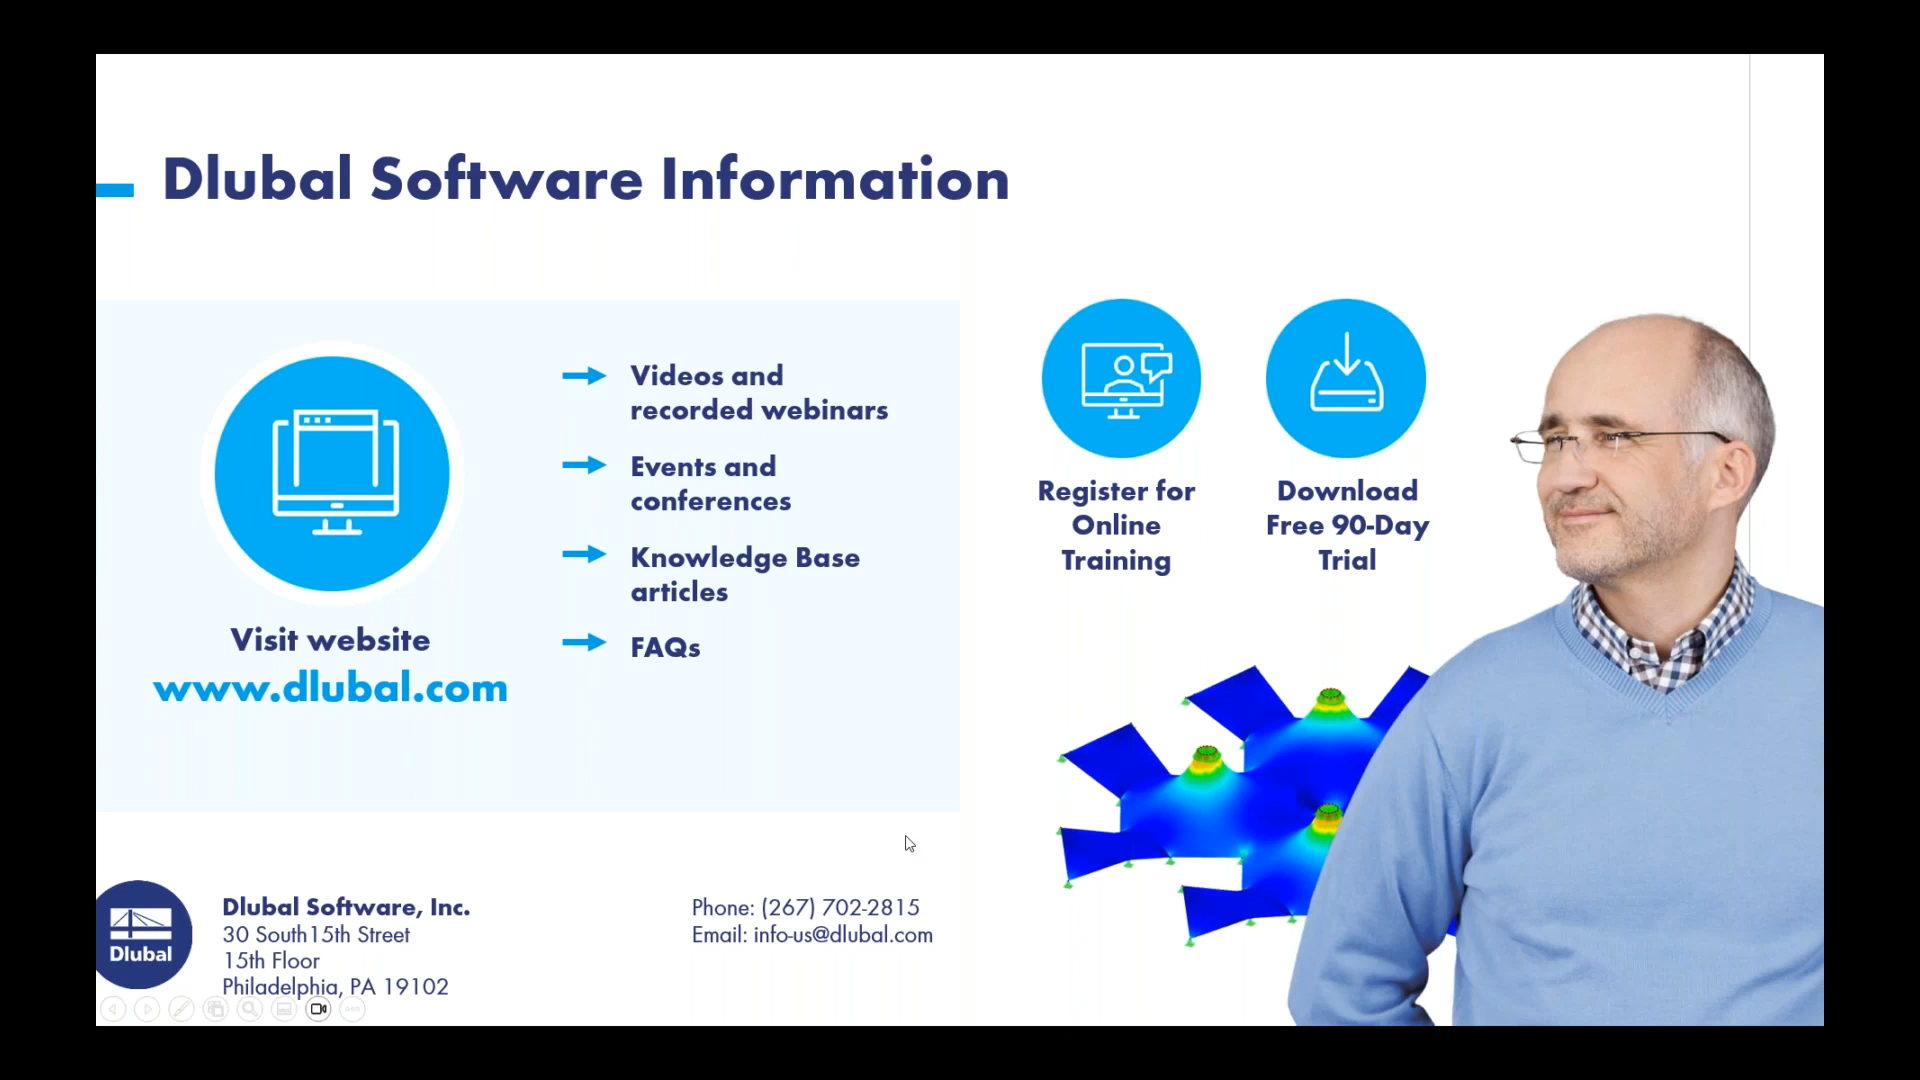 Dlubal Software Information
Videos and
recorded webinars
Events and
conferences
Knowledge Base
articles
FAQs
Visit website
www.dlubal.com
Register for
Online
Training
Download
Free 90-Day
Trial
Dlubal
Dlubal Software, Inc.
30 South15th Street
15th Floor
Philadelphia, PA 19102
Phone: (267) 702-2815
Email: info-us@dlubal.com